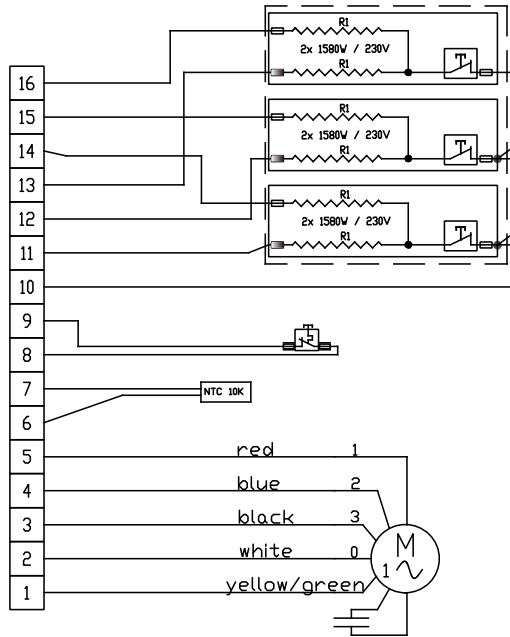 R1
2x 1580W / 230V
R1
R1
2x 1580W / 230V
R1
R1
2x 1580W / 230V
R1
16
15
14
13
12
11
10
9
8
7
NTC 10K
6
5 red 1
4 blue 2
3 black 3
2 white 0
1 yellow/green
M
1